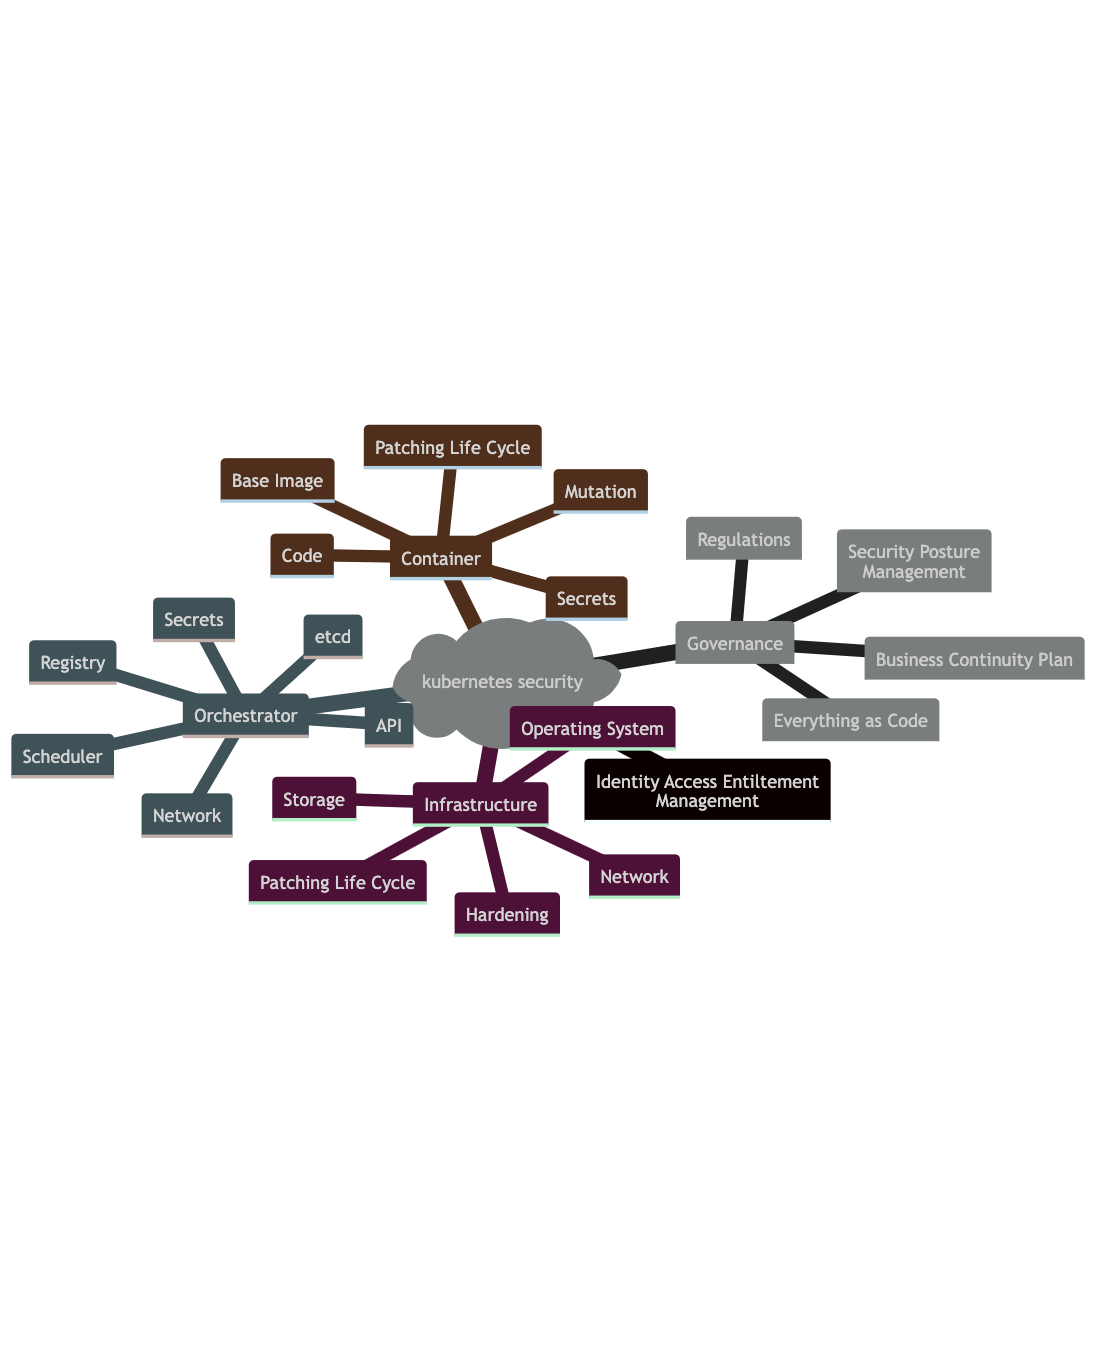 Patching Life Cycle
Base Image
Mutation
Code
Container
Secrets
Regulations
Security Posture
Management
Governance
Business Continuity Plan
Everything as Code
Secrets
etcd
Registry
Orchestrator
API
Scheduler
Network
kubernetes security
Operating System
Identity Access Entiltement
Management
Storage
Infrastructure
Patching Life Cycle
Network
Hardening